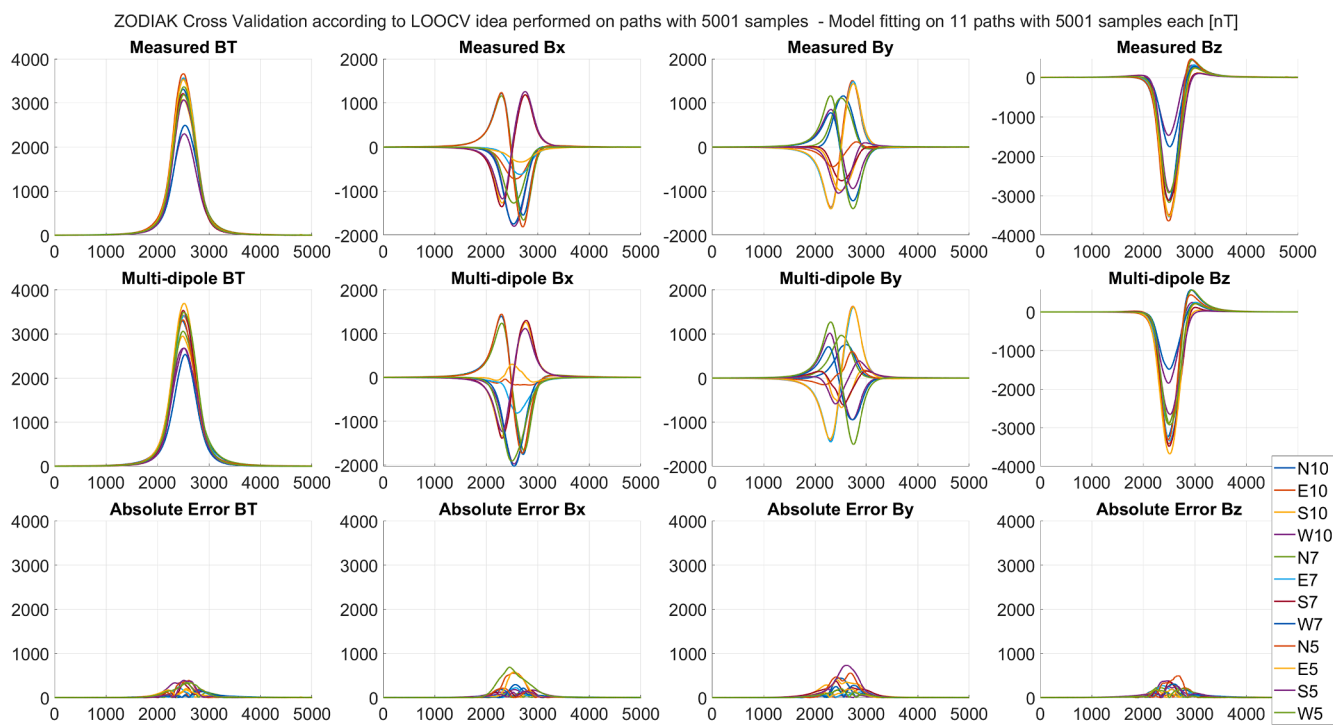 ZODIAK Cross Validation according to LOOCV idea performed on paths with 5001 samples  - Model fitting on 11 paths with 5001 samples each [nT]
Measured BT
Measured Bx
Measured By
Measured Bz
4000
3000
2000
1000
0
0 1000 2000 3000 4000 5000
2000
1000
0
-1000
-2000
0 1000 2000 3000 4000 5000
2000
1000
0
-1000
-2000
0 1000 2000 3000 4000 5000
0
-1000
-2000
-3000
-4000
0 1000 2000 3000 4000 5000
Multi-dipole BT
Multi-dipole Bx
Multi-dipole By
Multi-dipole Bz
4000
3000
2000
1000
0
0 1000 2000 3000 4000 5000
2000
1000
0
-1000
-2000
0 1000 2000 3000 4000 5000
2000
1000
0
-1000
-2000
0 1000 2000 3000 4000 5000
0
-1000
-2000
-3000
-4000
0 1000 2000 3000 4000
Absolute Error BT
Absolute Error Bx
Absolute Error By
Absolute Error Bz
4000
3000
2000
1000
0
0 1000 2000 3000 4000 5000
4000
3000
2000
1000
0
0 1000 2000 3000 4000 5000
4000
3000
2000
1000
0
0 1000 2000 3000 4000 5000
4000
3000
2000
1000
0
0 1000 2000 3000 4000
N10
E10
S10
W10
N7
E7
S7
W7
N5
E5
S5
W5